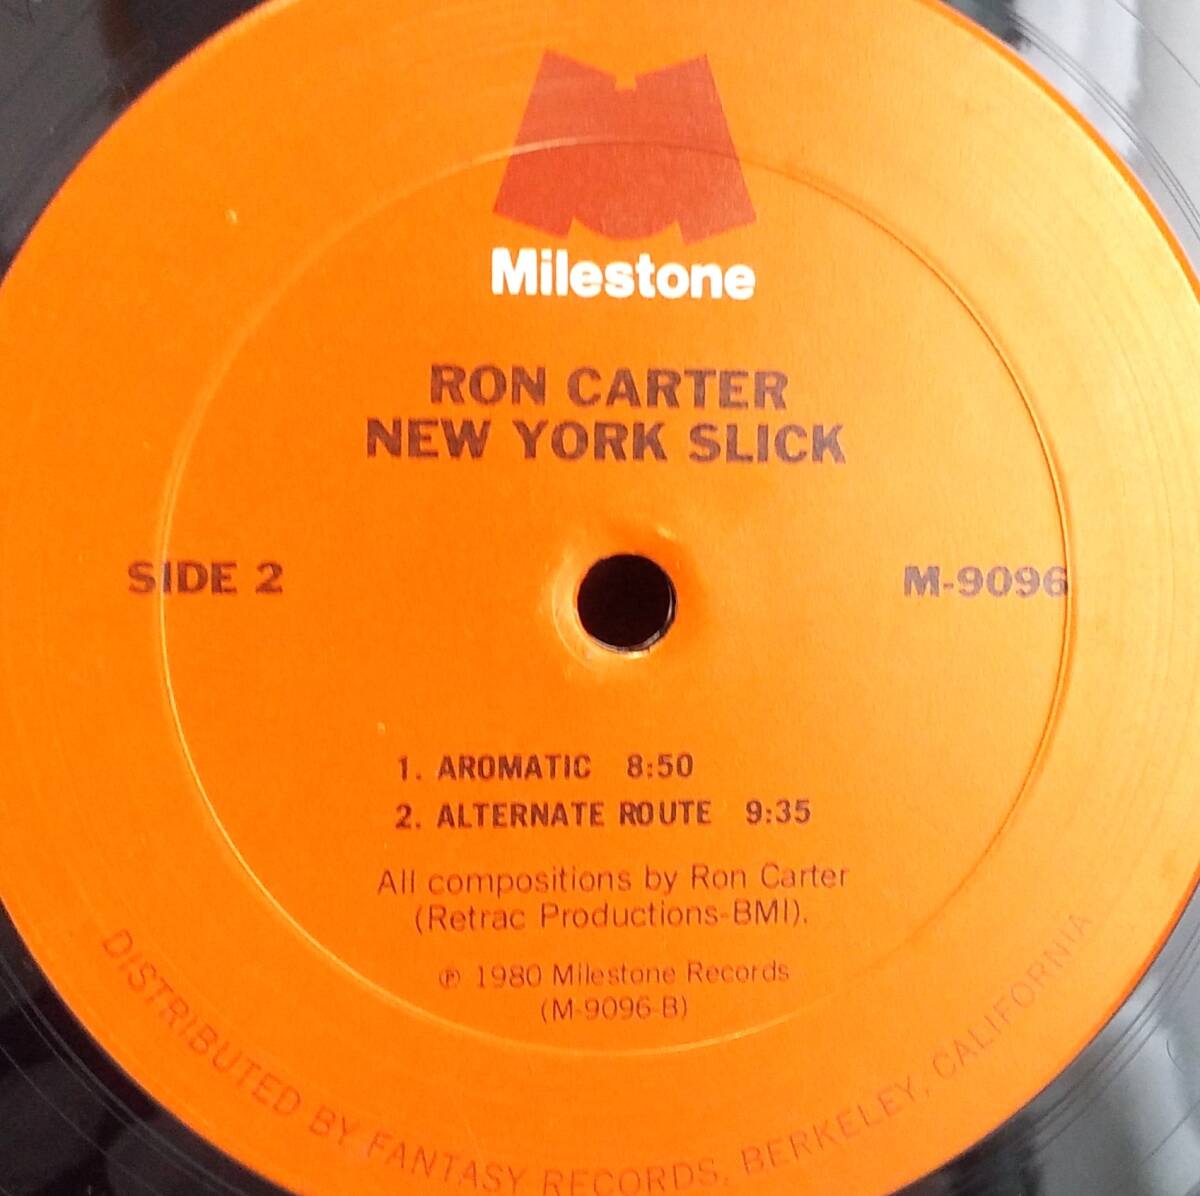 Milestone
RON CARTER
NEW YORK SLICK
SIDE 2
M-9096
1. AROMATIC 8:50
2. ALTERNATE ROUTE 9:35
All compositions by Ron Carter
(Retrac Productions-BMI).
℗ 1980 Milestone Records
(M-9096-B)
DISTRIBUTED BY FANTASY RECORDS, BERKELEY, CALIFORNIA